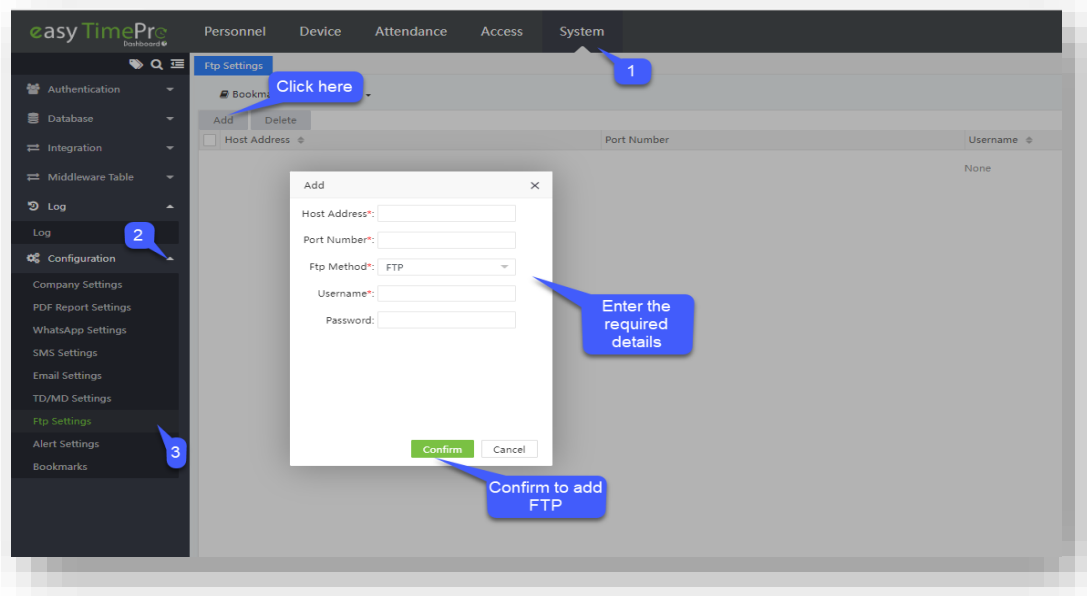 easy TimePro
Dashboard
Personnel Device Attendance Access System
Ftp Settings
1
Click here
Authentication
Database
Integration
Middleware Table
Log
Log
2
Configuration
Company Settings
PDF Report Settings
WhatsApp Settings
SMS Settings
Email Settings
TD/MD Settings
Ftp Settings
3
Alert Settings
Bookmarks
Add Delete
Host Address Port Number Username
None
Add
Host Address*:
Port Number*:
Ftp Method*: FTP
Username*:
Password:
Enter the
required
details
Confirm Cancel
Confirm to add
FTP